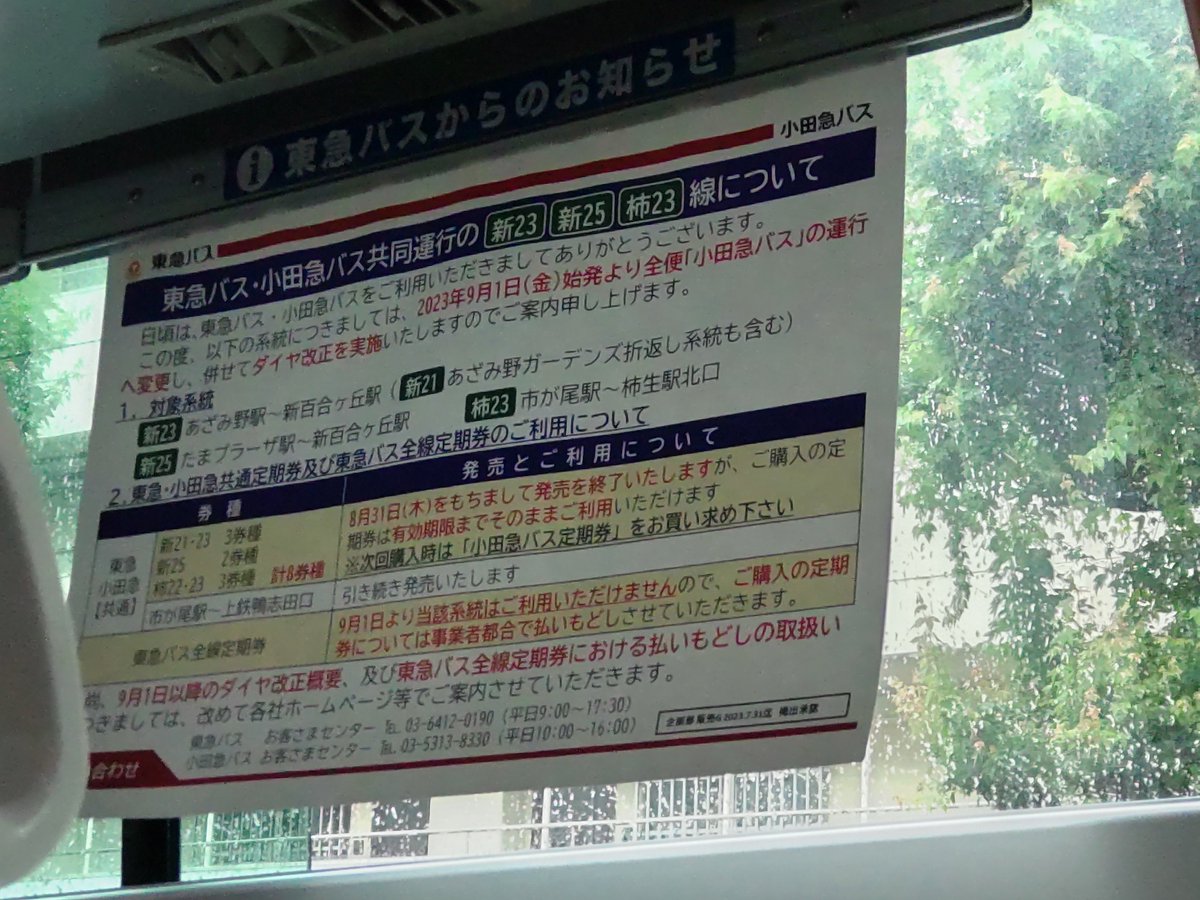 i 東急バスからのお知らせ
東急バス 小田急バス
東急バス・小田急バス共同運行の 新23 新25 柿23 線について
日頃は、東急バス・小田急バスをご利用いただきましてありがとうございます。
この度、以下の系統につきましては、2023年9月1日(金)始発より全便「小田急バス」の運行
へ変更し、併せてダイヤ改正を実施いたしますのでご案内申し上げます。
1. 対象系統
新23 あざみ野駅～新百合ヶ丘駅 ( 新21 あざみ野ガーデンズ折返し系統も含む)
新25 たまプラーザ駅～新百合ヶ丘駅 柿23 市が尾駅～柿生駅北口
2.東急・小田急共通定期券及び東急バス全線定期券のご利用について
券種 発売とご利用について
東急 小田急 【共通】
新21・23 3券種
新25 2券種
柿22・23 3券種 計8券種
8月31日(木)をもちまして発売を終了いたしますが、ご購入の定
期券は有効期限までそのままご利用いただけます
※次回購入時は「小田急バス定期券」をお買い求め下さい
市が尾駅～上鉄鴨志田口 引き続き発売いたします
東急バス全線定期券
9月1日より当該系統はご利用いただけませんので、ご購入の定期
券については事業者都合で払いもどしさせていただきます。
、9月1日以降のダイヤ改正概要、及び東急バス全線定期券における払いもどしの取扱い
つきましては、改めて各社ホームページ等でご案内させていただきます。
合わせ
東急バス お客さまセンター ℡ 03-6412-0190 (平日9:00～17:30)
小田急バス お客さまセンター ℡ 03-5313-8330 (平日10:00～16:00)